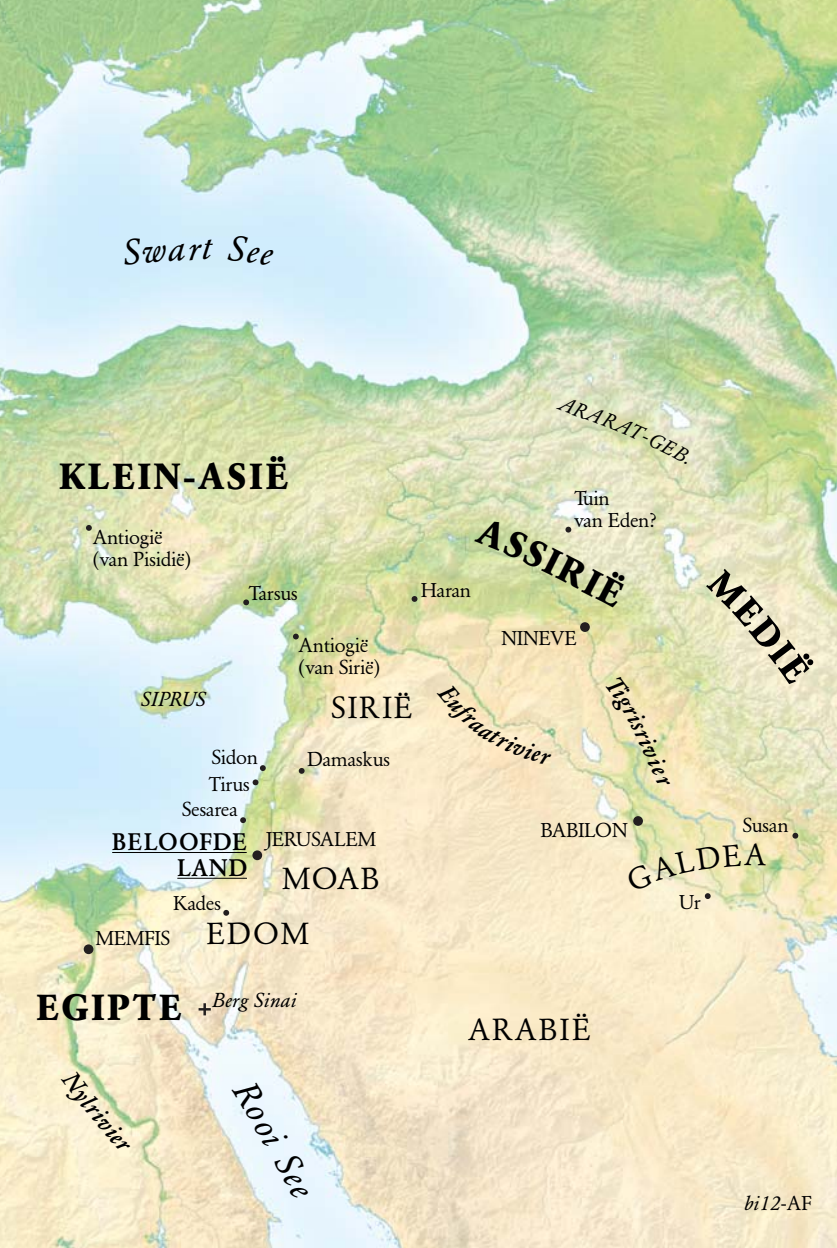 Swart See
ARARAT-GEB.
KLEIN-ASIË
Tuin
van Eden?
Antiogië
(van Pisidië)
ASSIRIË
MEDIË
Tarsus
Haran
NINEVE
Antiogië
(van Sirië)
SIPRUS
SIRIË
Eufraatrivier
Tigrisrivier
Sidon
Damaskus
Tirus
Sesarea
BELOOFDE
LAND
JERUSALEM
BABILON
Susan
GALDEA
MOAB
Ur
Kades
EDOM
MEMFIS
EGIPTE
Berg Sinai
ARABIË
Nylrivier
Rooi See
bi12-AF